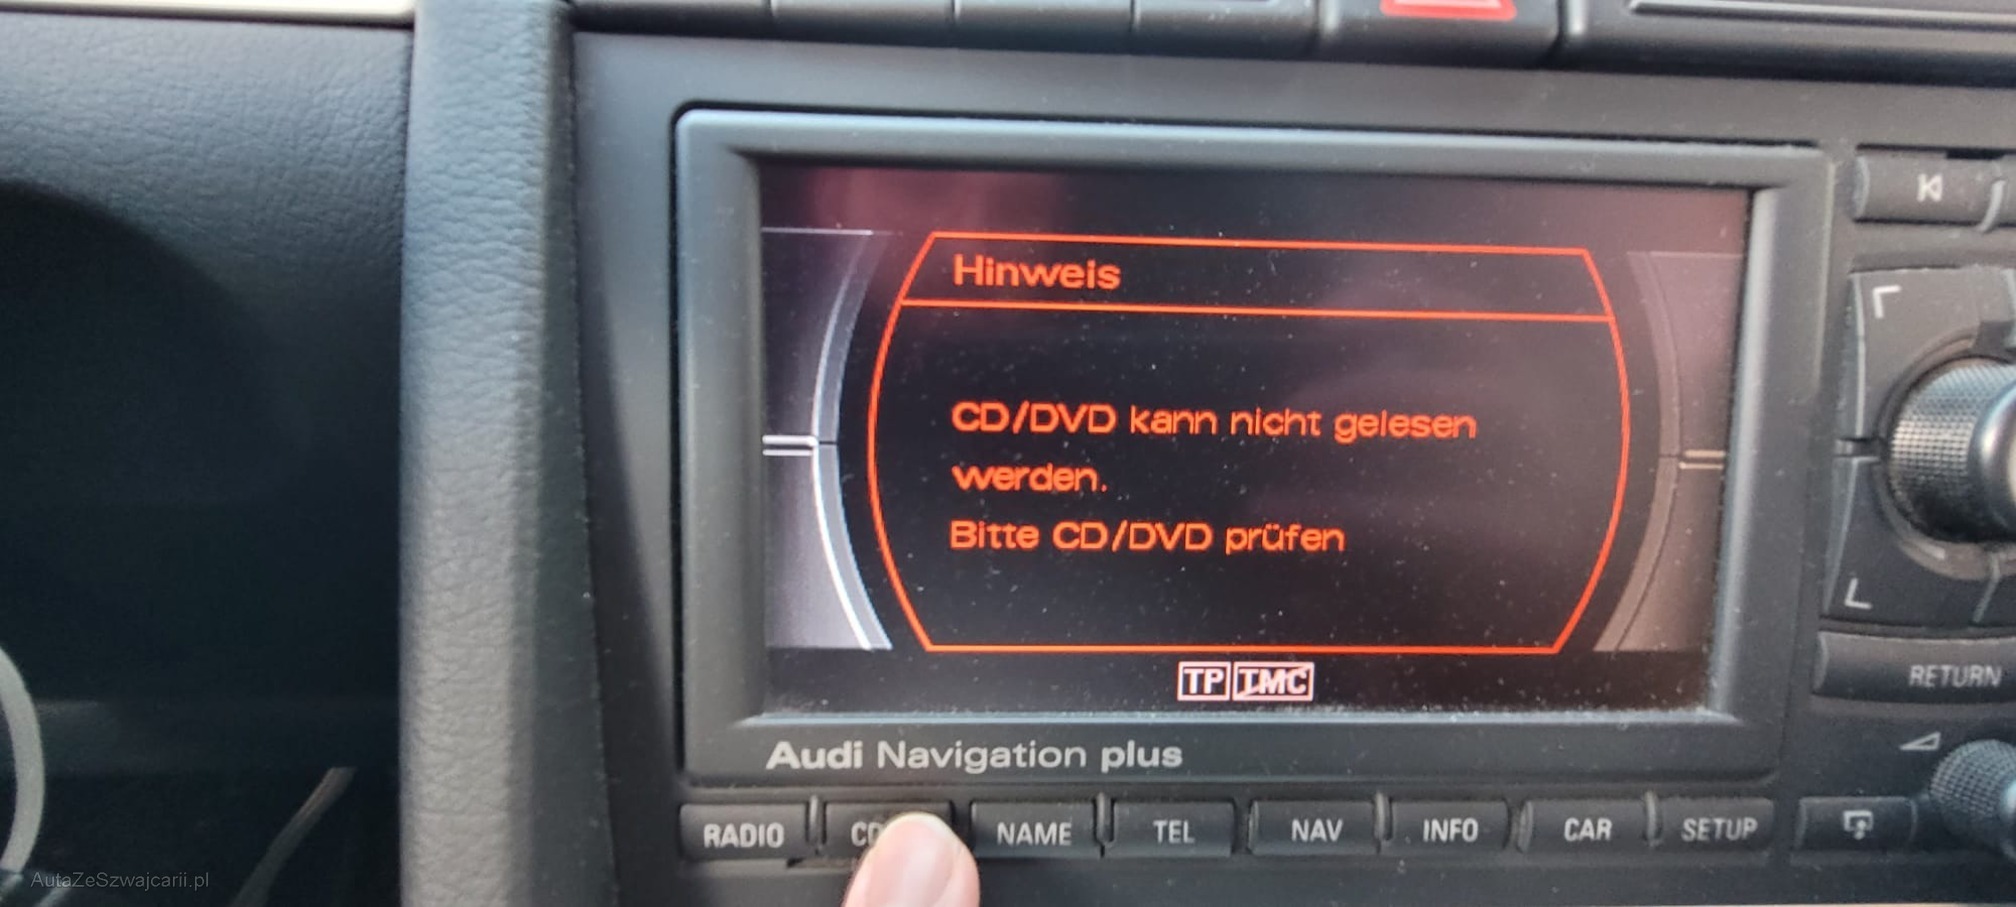 Hinweis
CD/DVD kann nicht gelesen
werden.
Bitte CD/DVD prüfen
TP TMC
Audi Navigation plus
RETURN
RADIO CD NAME TEL NAV INFO CAR SETUP
AutaZeSzwajcarii.pl